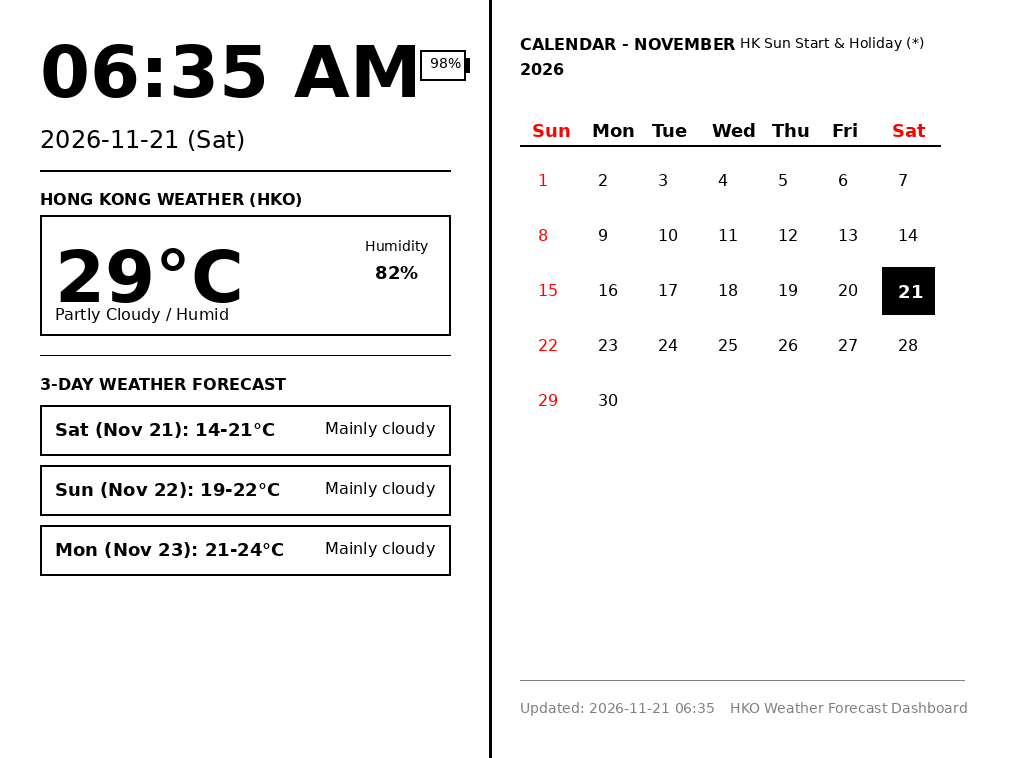 06:35 AM
98%
2026-11-21 (Sat)
HONG KONG WEATHER (HKO)
29°C
Humidity
82%
Partly Cloudy / Humid
3-DAY WEATHER FORECAST
Sat (Nov 21): 14-21°C Mainly cloudy
Sun (Nov 22): 19-22°C Mainly cloudy
Mon (Nov 23): 21-24°C Mainly cloudy
CALENDAR - NOVEMBER HK Sun Start & Holiday (*)
2026
Sun Mon Tue Wed Thu Fri Sat
1 2 3 4 5 6 7
8 9 10 11 12 13 14
15 16 17 18 19 20 21
22 23 24 25 26 27 28
29 30
Updated: 2026-11-21 06:35 HKO Weather Forecast Dashboard